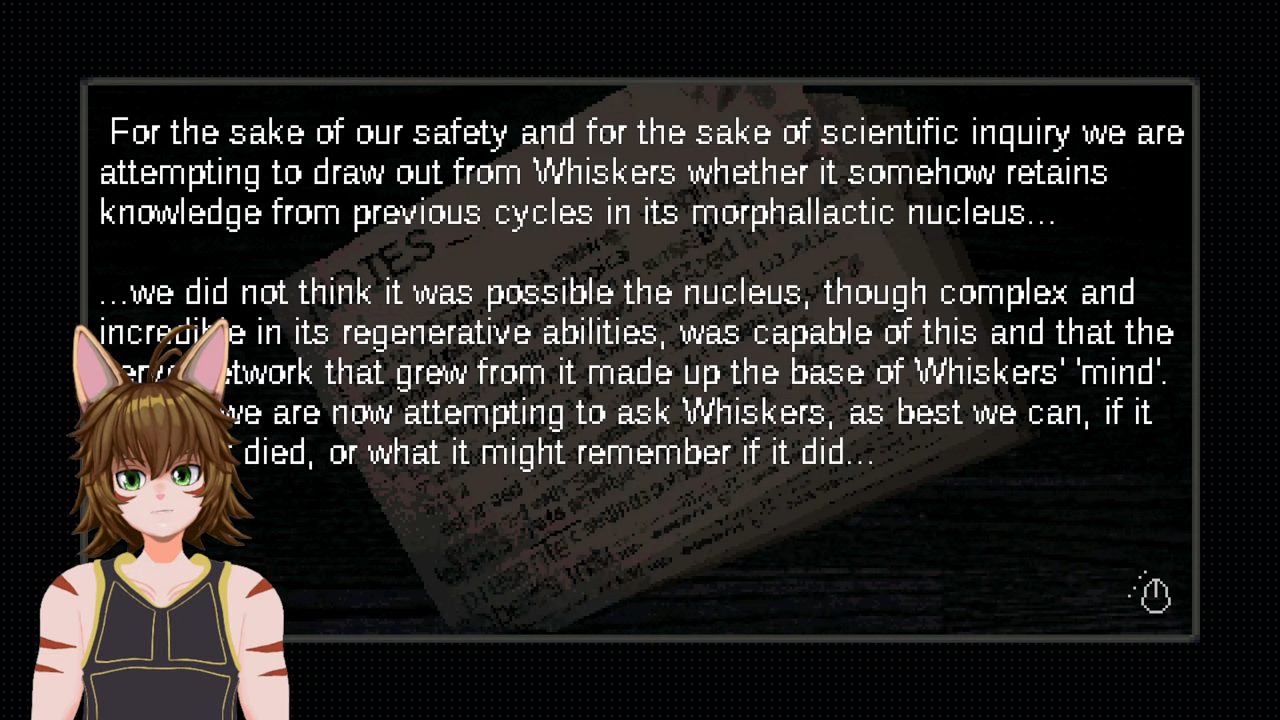 For the sake of our safety and for the sake of scientific inquiry we are
attempting to draw out from Whiskers whether it somehow retains
knowledge from previous cycles in its morphallactic nucleus...
...we did not think it was possible the nucleus, though complex and
incredible in its regenerative abilities, was capable of this and that the
network that grew from it made up the base of Whiskers' 'mind'.
we are now attempting to ask Whiskers, as best we can, if it
died, or what it might remember if it did...
NOTES